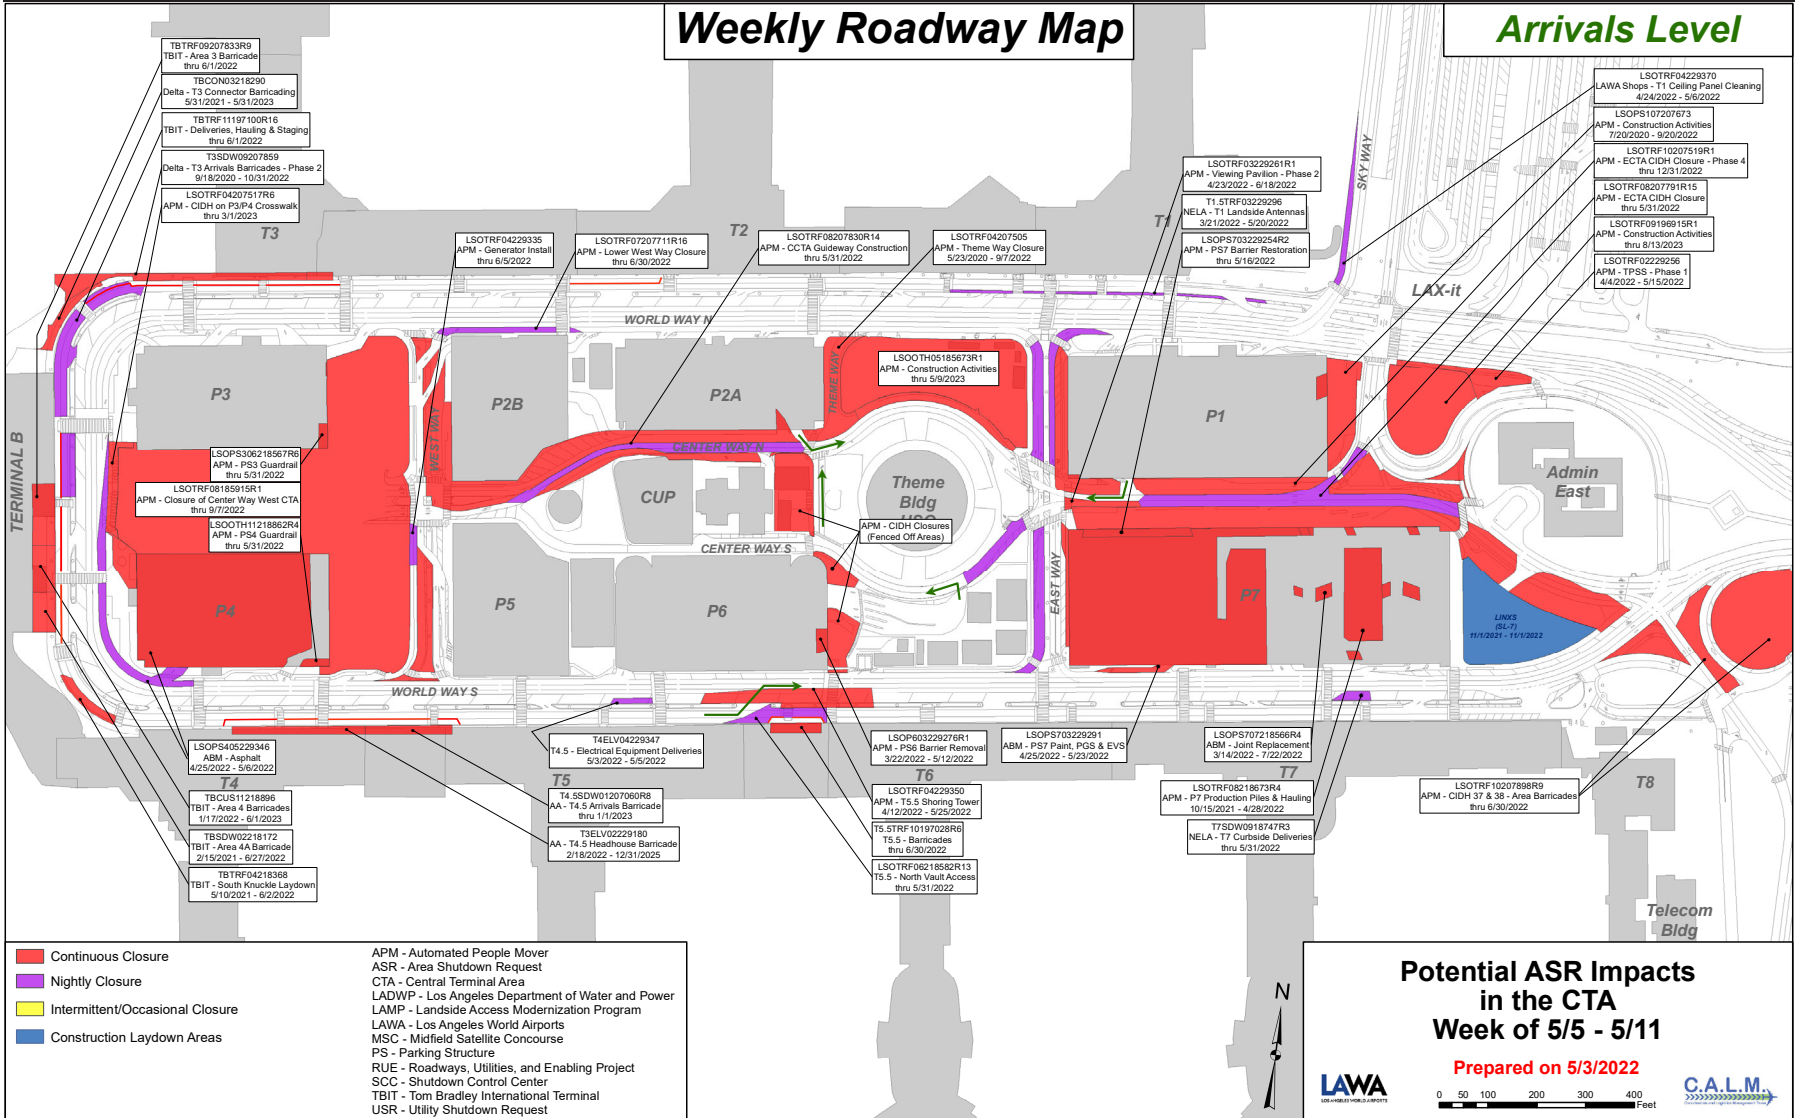 Weekly Roadway Map
Arrivals Level
TBTRF09207833R9
TBIT - Area 3 Barricade
thru 6/1/2022
TBCON03218290
Delta - T3 Connector Barricading
5/31/2021 - 5/31/2023
TBTRF11197100R16
TBIT - Deliveries, Hauling & Staging
thru 6/1/2022
T3SDW09207859
Delta - T3 Arrivals Barricades - Phase 2
9/18/2020 - 10/31/2022
LSOTRF04207517R6
APM - CIDH on P3/P4 Crosswalk
thru 3/1/2023
LSOTRF04229335
APM - Generator Install
thru 6/5/2022
LSOTRF07207711R16
APM - Lower West Way Closure
thru 6/30/2022
LSOTRF08207830R14
APM - CCTA Guideway Construction
thru 5/31/2022
LSOTRF04207505
APM - Theme Way Closure
5/23/2020 - 9/7/2022
LSOTRF03229261R1
APM - Viewing Pavilion - Phase 2
4/23/2022 - 6/18/2022
T1.5TRF03229296
NELA - T1 Landside Antennas
3/21/2022 - 5/20/2022
LSOPS703229254R2
APM - PS7 Barrier Restoration
thru 5/16/2022
LSOTRF04229370
LAWA Shops - T1 Ceiling Panel Cleaning
4/24/2022 - 5/6/2022
LSOPS107207673
APM - Construction Activities
7/20/2020 - 9/20/2022
LSOTRF10207519R1
APM - ECTA CIDH Closure - Phase 4
thru 12/31/2022
LSOTRF08207791R15
APM - ECTA CIDH Closure
thru 5/31/2022
LSOTRF09196915R1
APM - Construction Activities
thru 8/13/2023
LSOTRF02229256
APM - TPSS - Phase 1
4/4/2022 - 5/15/2022
T3
T2
T1
SKY WAY
LAX-it
WORLD WAY N
LSOOTH05185673R1
APM - Construction Activities
thru 5/9/2023
P3
P2B
P2A
THEME WAY
P1
WEST WAY
CENTER WAY N
TERMINAL B
LSOPS306218567R6
APM - PS3 Guardrail
thru 5/31/2022
LSOTRF08185915R1
APM - Closure of Center Way West CTA
thru 9/7/2022
LSOOTH11218862R4
APM - PS4 Guardrail
thru 5/31/2022
CUP
Theme
Bldg
USO
Admin
East
APM - CIDH Closures
(Fenced Off Areas)
CENTER WAY S
EAST WAY
P4
P5
P6
P7
LINXS
(SL-7)
11/1/2021 - 11/1/2022
WORLD WAY S
LSOPS405229346
ABM - Asphalt
4/25/2022 - 5/6/2022
T4
TBCUS11218896
TBIT - Area 4 Barricades
1/17/2022 - 6/1/2023
TBSDW02218172
TBIT - Area 4A Barricade
2/15/2021 - 6/27/2022
TBTRF04218368
TBIT - South Knuckle Laydown
5/10/2021 - 6/2/2022
T4ELV04229347
T4.5 - Electrical Equipment Deliveries
5/3/2022 - 5/5/2022
T5
T4.5SDW01207060R8
AA - T4.5 Arrivals Barricade
thru 1/1/2023
T3ELV02229180
AA - T4.5 Headhouse Barricade
2/18/2022 - 12/31/2025
LSOP603229276R1
APM - PS6 Barrier Removal
3/22/2022 - 5/12/2022
T6
LSOTRF04229350
APM - T5.5 Shoring Tower
4/12/2022 - 5/25/2022
T5.5TRF10197028R6
T5.5 - Barricades
thru 6/30/2022
LSOTRF06218582R13
T5.5 - North Vault Access
thru 5/31/2022
LSOPS703229291
ABM - PS7 Paint, PGS & EVS
4/25/2022 - 5/23/2022
LSOPS707218566R4
ABM - Joint Replacement
3/14/2022 - 7/22/2022
T7
LSOTRF08218673R4
APM - P7 Production Piles & Hauling
10/15/2021 - 4/28/2022
T7SDW0918747R3
NELA - T7 Curbside Deliveries
thru 5/31/2022
LSOTRF10207898R9
APM - CIDH 37 & 38 - Area Barricades
thru 6/30/2022
T8
Telecom
Bldg
Continuous Closure
Nightly Closure
Intermittent/Occasional Closure
Construction Laydown Areas
APM - Automated People Mover
ASR - Area Shutdown Request
CTA - Central Terminal Area
LADWP - Los Angeles Department of Water and Power
LAMP - Landside Access Modernization Program
LAWA - Los Angeles World Airports
MSC - Midfield Satellite Concourse
PS - Parking Structure
RUE - Roadways, Utilities, and Enabling Project
SCC - Shutdown Control Center
TBIT - Tom Bradley International Terminal
USR - Utility Shutdown Request
N
Potential ASR Impacts
in the CTA
Week of 5/5 - 5/11
Prepared on 5/3/2022
LAWA
LOS ANGELES WORLD AIRPORTS
0 50 100 200 300 400
Feet
C.A.L.M.